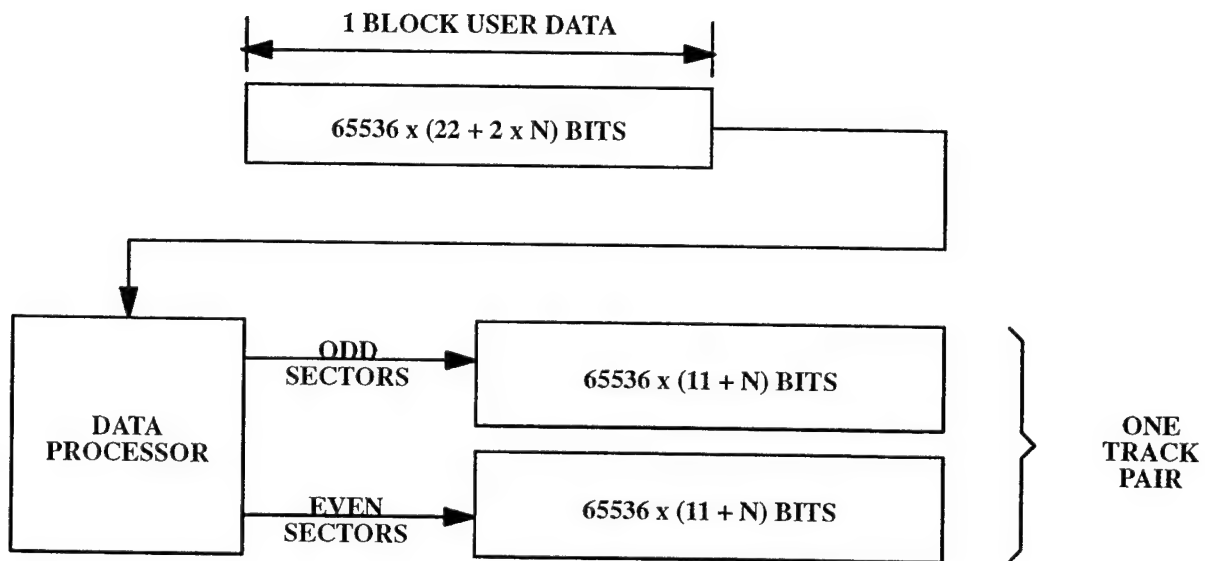 1 BLOCK USER DATA
65536 x (22 + 2 x N) BITS
ODD
SECTORS
65536 x (11 + N) BITS
DATA
PROCESSOR
ONE
TRACK
PAIR
EVEN
SECTORS
65536 x (11 + N) BITS